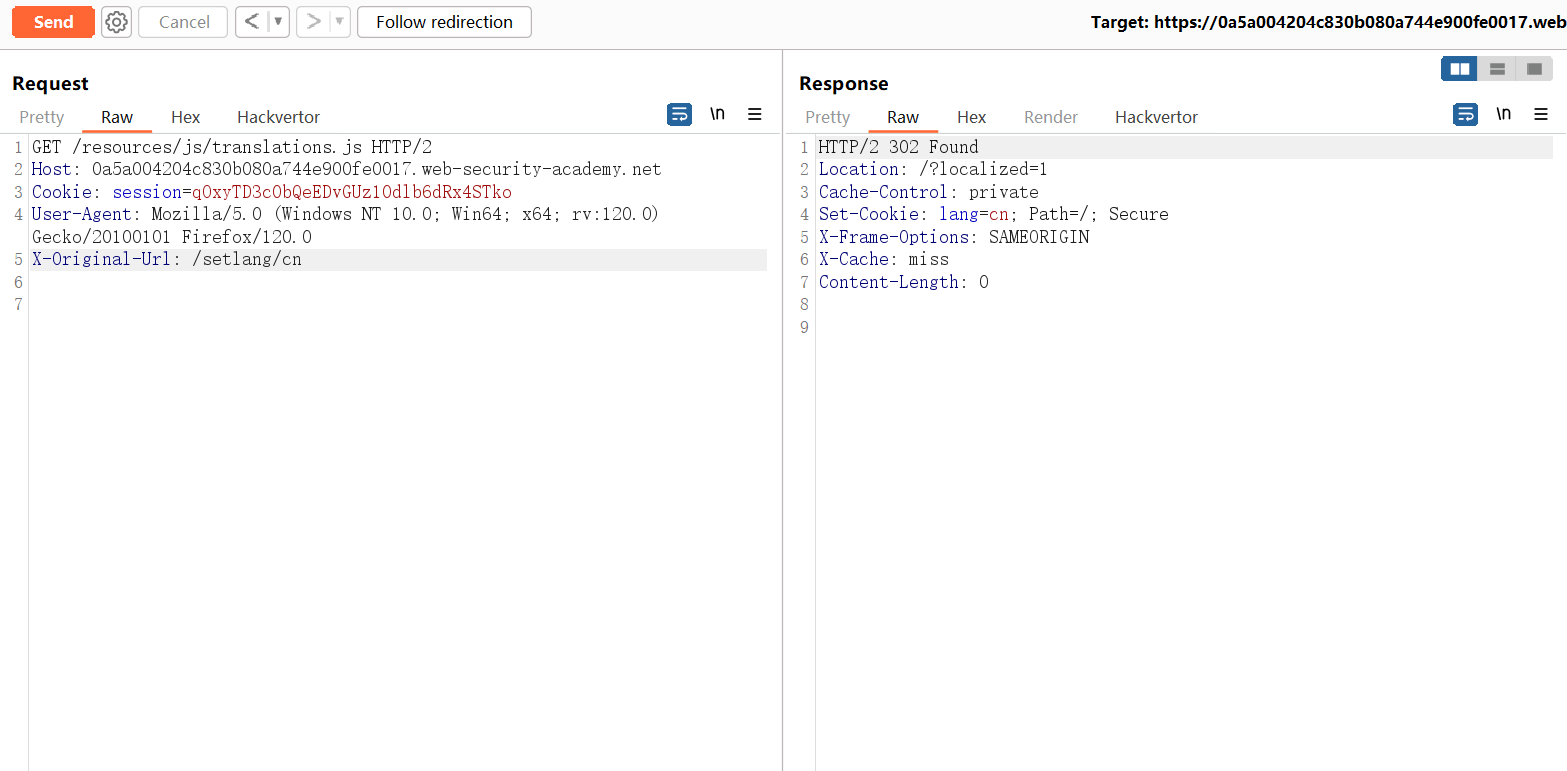 Send
Cancel
Follow redirection
Target: https://0a5a004204c830b080a744e900fe0017.web
Request
Pretty Raw Hex Hackvertor \n
1 GET /resources/js/translations.js HTTP/2
2 Host: 0a5a004204c830b080a744e900fe0017.web-security-academy.net
3 Cookie: session=qOxyTD3cObQeEDvGUz1Odlb6dRx4STko
4 User-Agent: Mozilla/5.0 (Windows NT 10.0; Win64; x64; rv:120.0)
Gecko/20100101 Firefox/120.0
5 X-Original-Url: /setlang/cn
6
7
Response
Pretty Raw Hex Render Hackvertor \n
1 HTTP/2 302 Found
2 Location: /?localized=1
3 Cache-Control: private
4 Set-Cookie: lang=cn; Path=/; Secure
5 X-Frame-Options: SAMEORIGIN
6 X-Cache: miss
7 Content-Length: 0
8
9